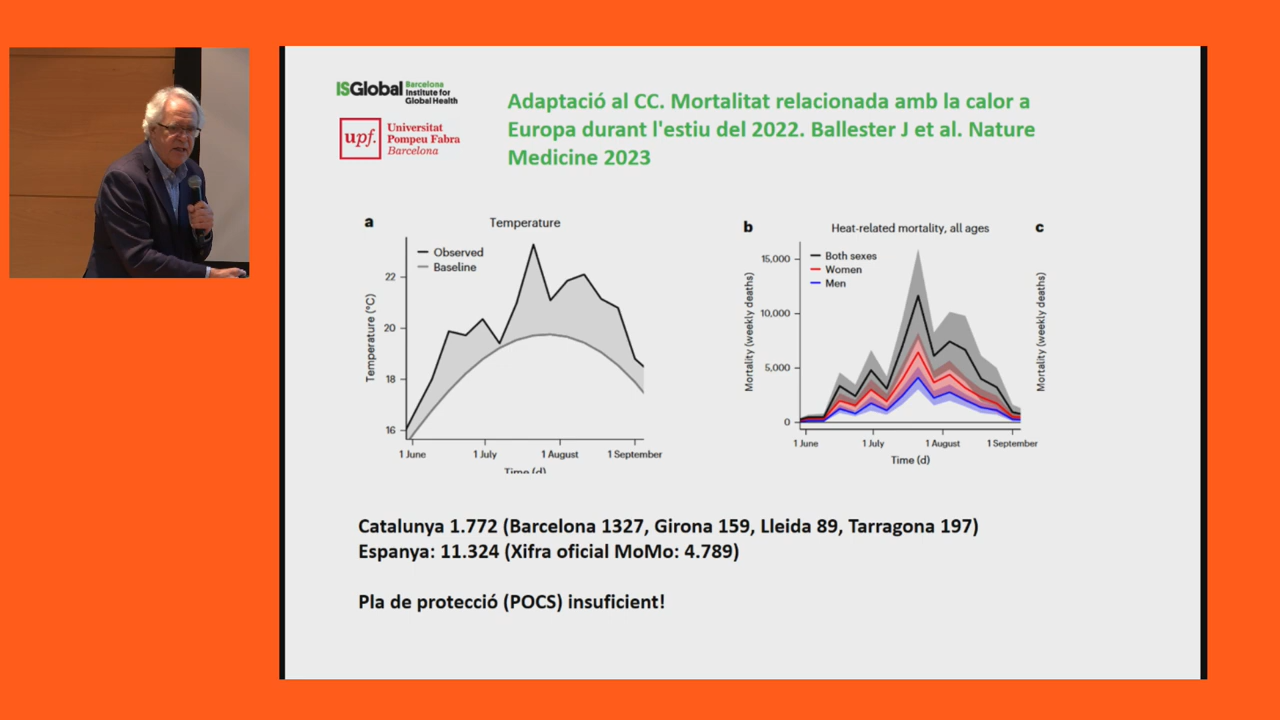 ISGlobal Barcelona
Institute for
Global Health
upf. Universitat
Pompeu Fabra
Barcelona
Adaptació al CC. Mortalitat relacionada amb la calor a
Europa durant l'estiu del 2022. Ballester J et al. Nature
Medicine 2023
a
Temperature
Observed
Baseline
Temperature (°C)
22
20
18
16
1 June
1 July
1 August
1 September
Time (d)
b
Heat-related mortality, all ages
c
Both sexes
Women
Men
Mortality (weekly deaths)
15,000
10,000
5,000
0
1 June
1 July
1 August
1 September
Time (d)
Mortality (weekly deaths)
Catalunya 1.772 (Barcelona 1327, Girona 159, Lleida 89, Tarragona 197)
Espanya: 11.324 (Xifra oficial MoMo: 4.789)
Pla de protecció (POCS) insuficient!